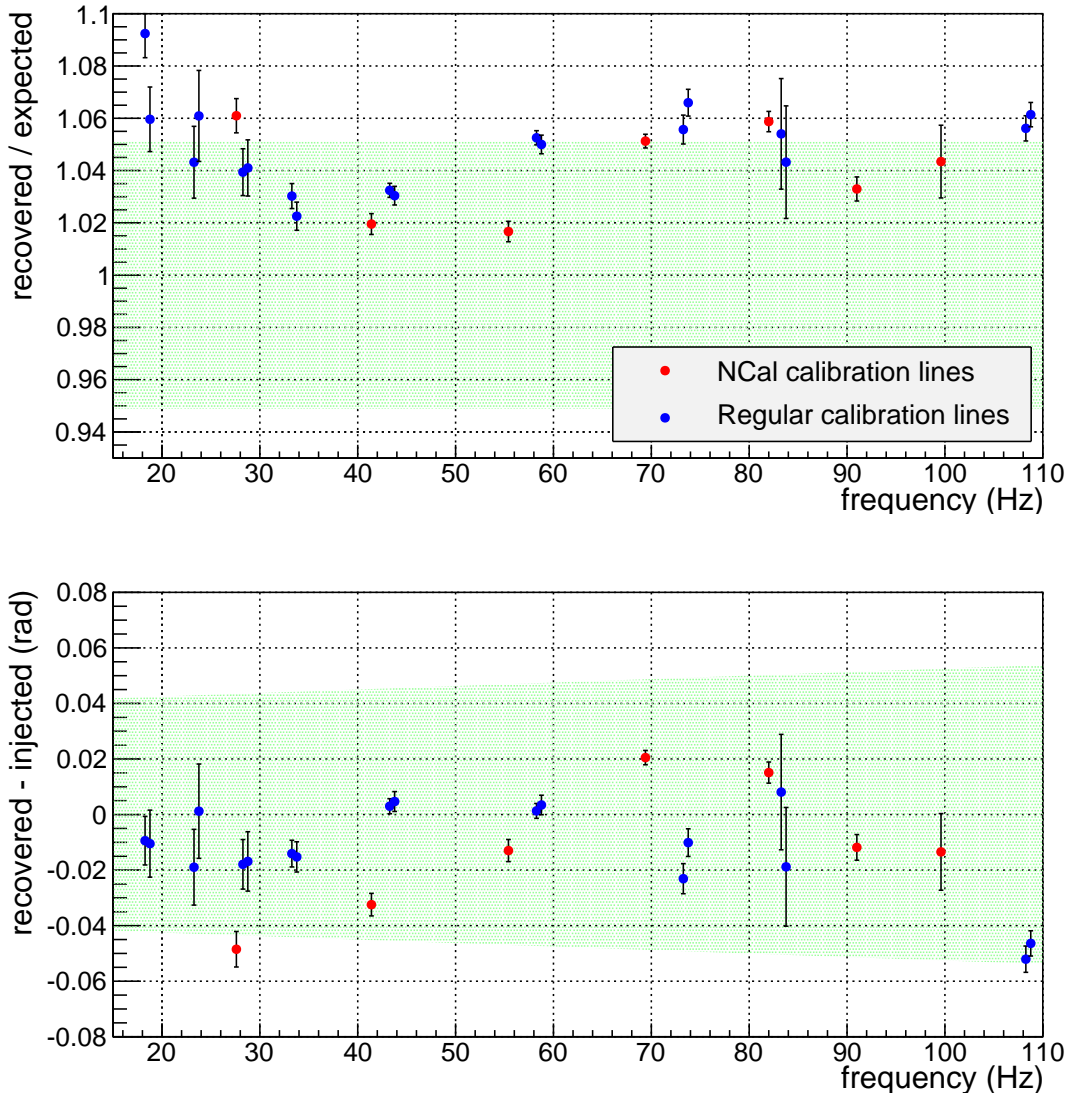 recovered / expected
1.1
1.08
1.06
1.04
1.02
1
0.98
0.96
0.94
NCal calibration lines
Regular calibration lines
20 30 40 50 60 70 80 90 100 110
frequency (Hz)
recovered - injected (rad)
0.08
0.06
0.04
0.02
0
-0.02
-0.04
-0.06
-0.08
20 30 40 50 60 70 80 90 100 110
frequency (Hz)